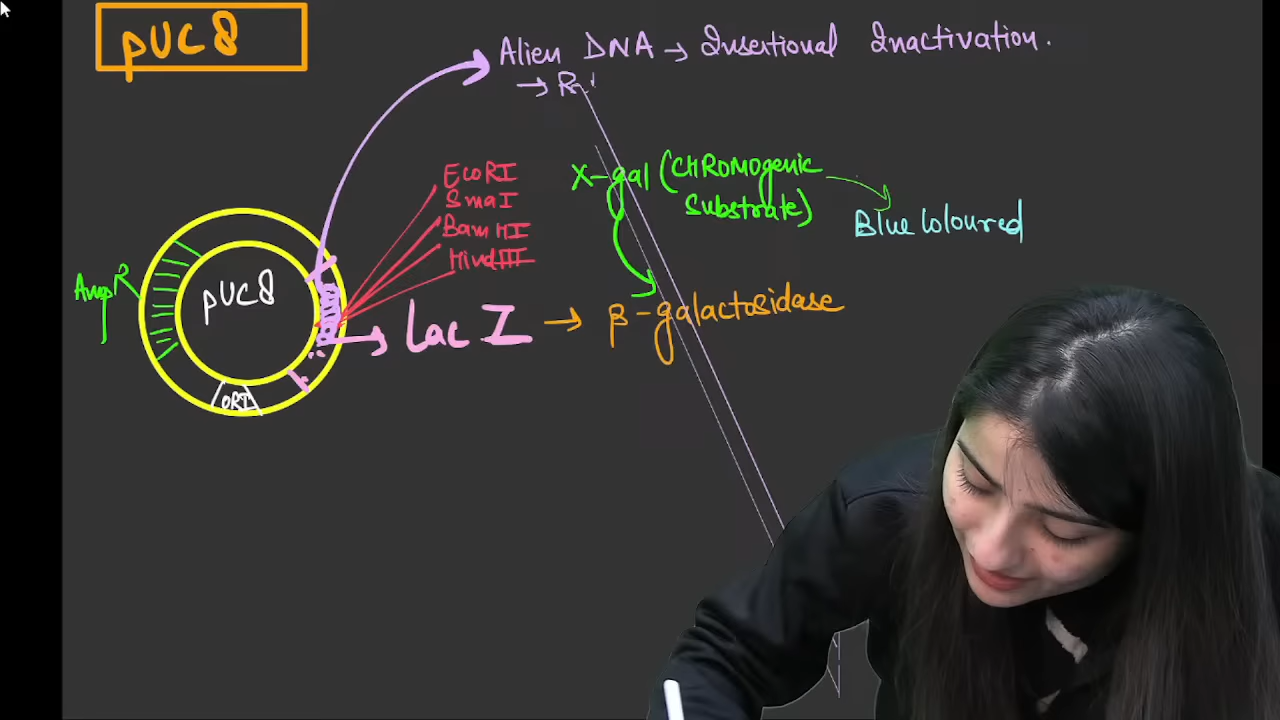 pUC8
Alien DNA → Insertional Inactivation.
→
X-gal (CHROMOgenic
Substrate)
Blue Coloured
EcoRI
SmaI
BamHI
HindIII
AmpR
pUC8
Lac I → β-galactosidase
ORI